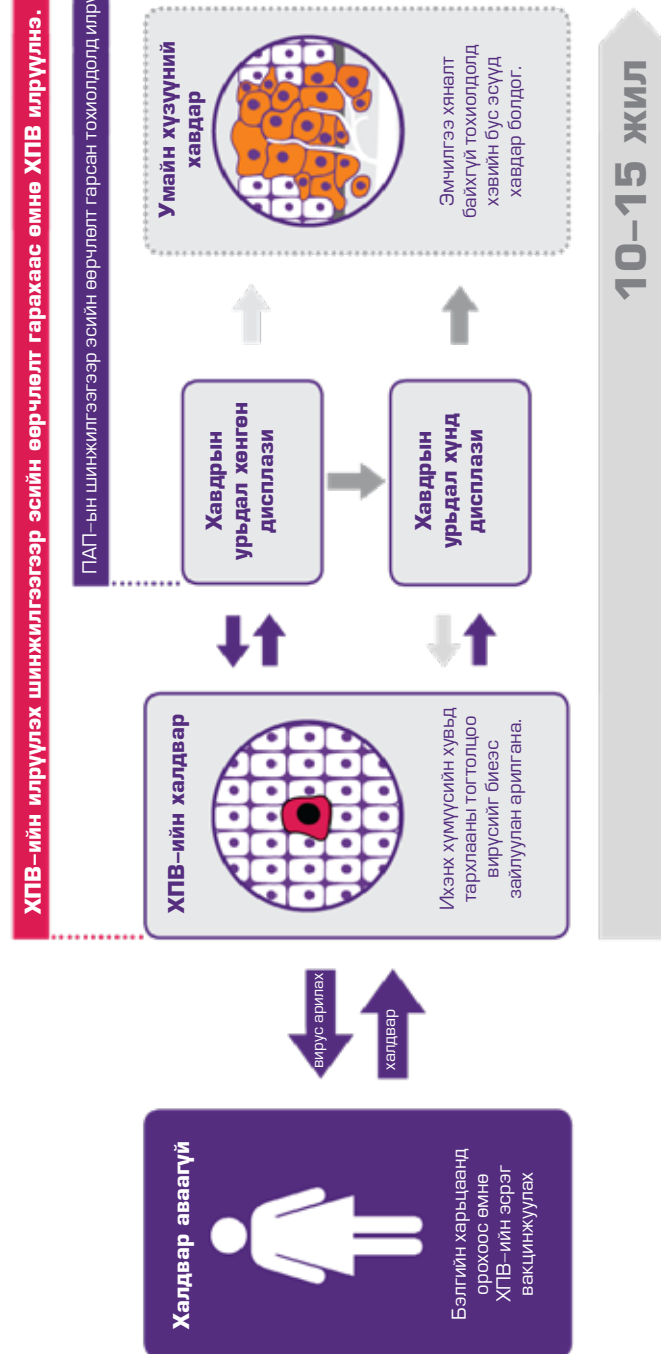 ХПВ–ийн илрүүлэх шинжилгээгээр эсийн өөрчлөлт гарахаас өмнө ХПВ илрүүлнэ.
ПАП–ын шинжилгээгээр эсийн өөрчлөлт гарсан тохиолдолд
Халдвар аваагүй
Бэлгийн харьцаанд
орохоос өмнө
ХПВ–ийн эсрэг
вакцинжуулах
вирус арилах
халдвар
ХПВ–ийн халдвар
Ихэнх хүмүүсийн хувьд
тархлааны тогтолцоо
вирусийг биеэс
зайлуулан арилгана.
Хавдрын
урьдал хөнгөн
дисплази
Хавдрын
урьдал хүнд
дисплази
Умайн хүзүүний
хавдар
Эмчилгээ хяналт
байхгүй тохиолдолд
хэвийн бус эсүүд
хавдар болдог.
10–15 жил